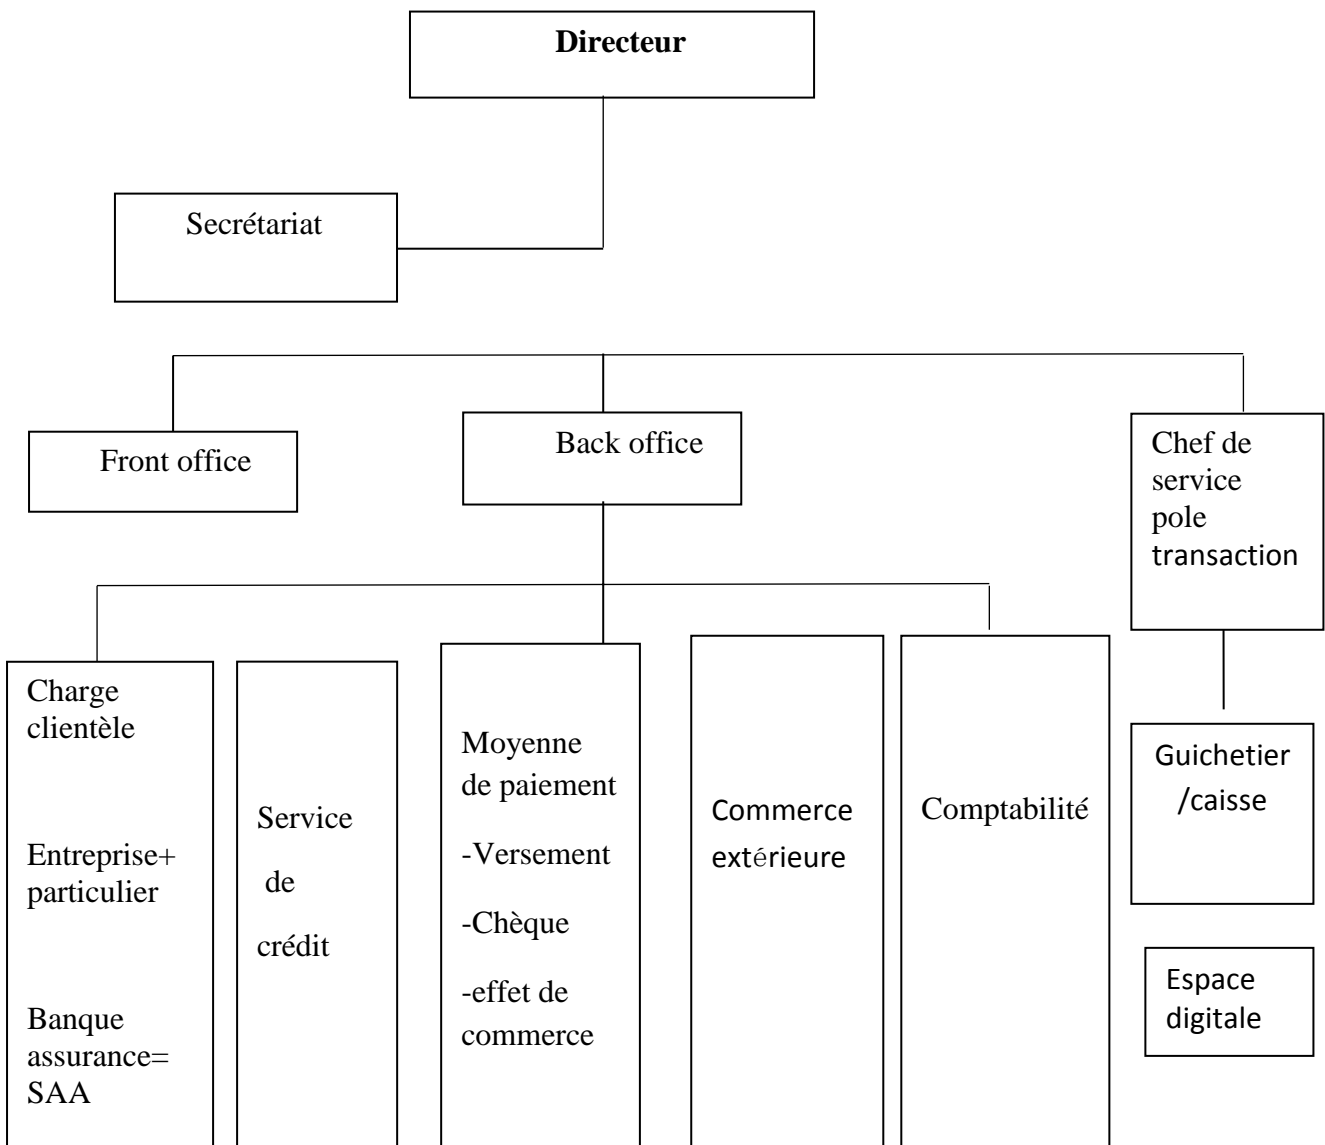 Directeur
Secrétariat
Front office
Back office
Chef de
service
pole
transaction
Charge
clientèle
Entreprise+
particulier
Banque
assurance=
SAA
Service
de
crédit
Moyenne
de paiement
-Versement
-Chèque
-effet de
commerce
Commerce
extérieure
Comptabilité
Guichetier
/caisse
Espace
digitale